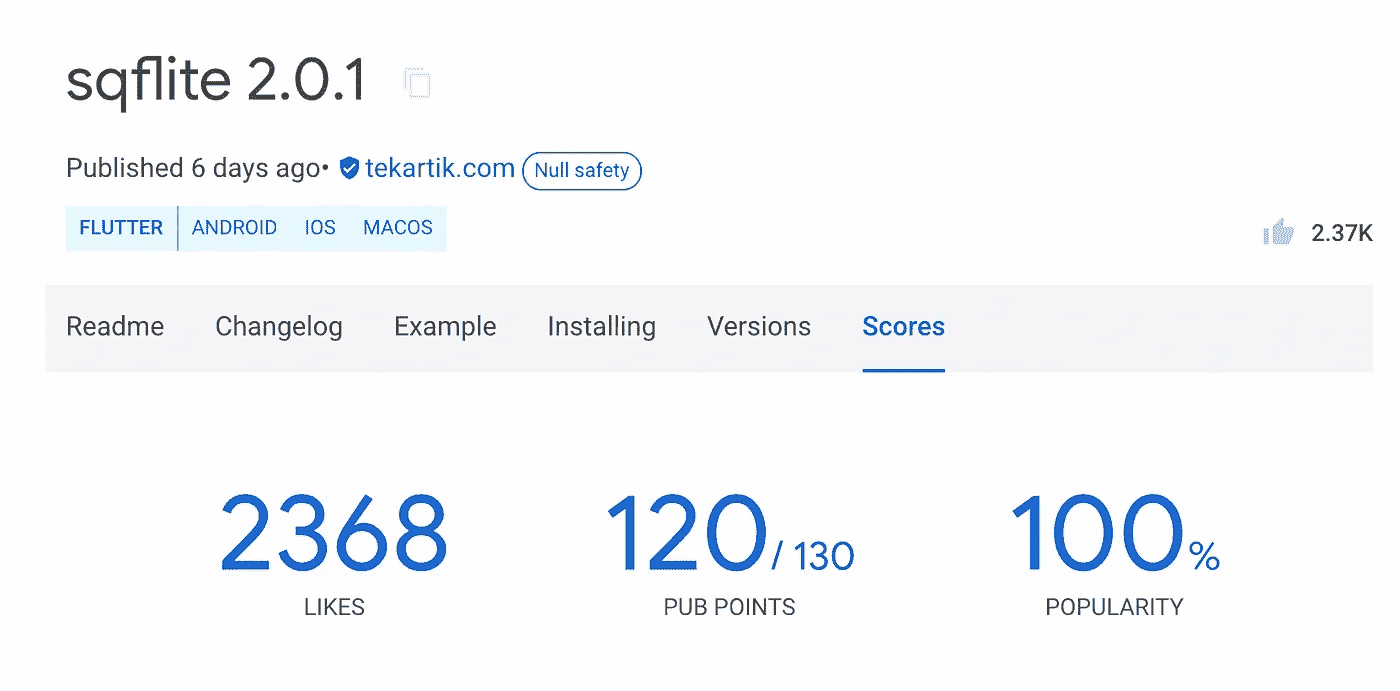 sqflite 2.0.1
Published 6 days ago• tekartik.com Null safety
FLUTTER ANDROID IOS MACOS
2.37K
Readme Changelog Example Installing Versions Scores
2368 120/ 130 100%
LIKES PUB POINTS POPULARITY